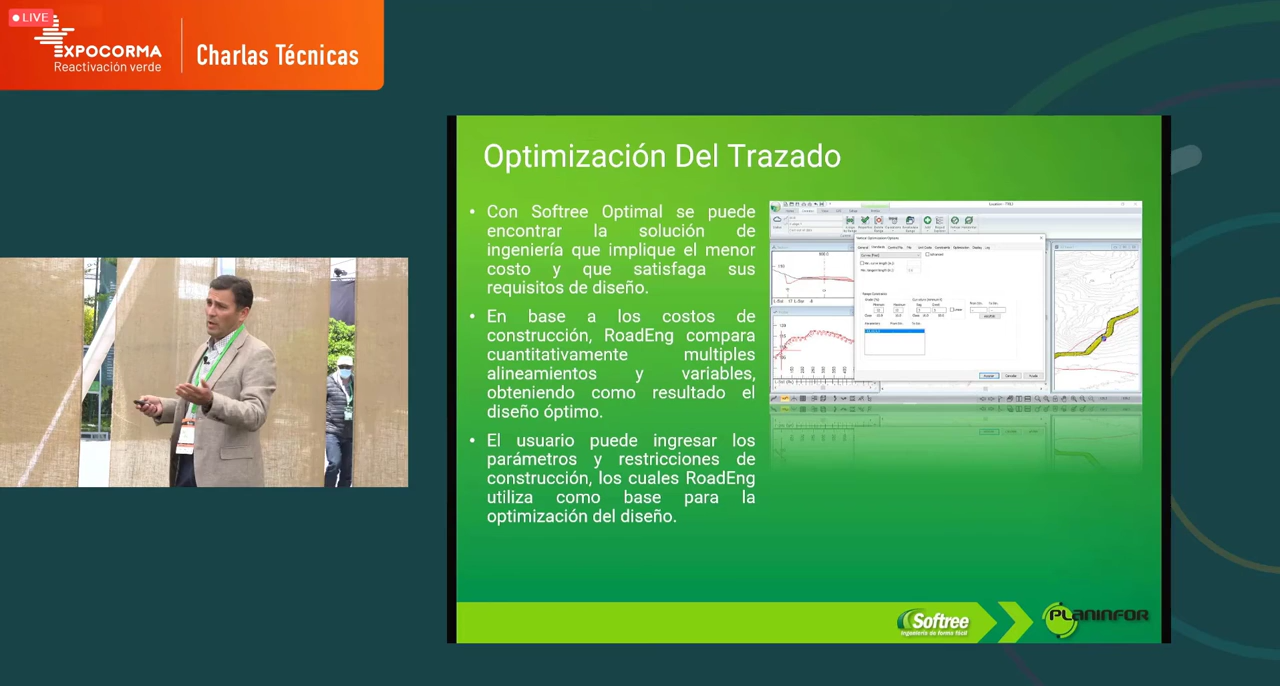 LIVE
EXPOCORMA
Reactivación verde
Charlas Técnicas
Optimización Del Trazado
• Con Softree Optimal se puede
encontrar la solución de
ingeniería que implique el menor
costo y que satisfaga sus
requisitos de diseño.
• En base a los costos de
construcción, RoadEng compara
cuantitativamente multiples
alineamientos y variables,
obteniendo como resultado el
diseño óptimo.
• El usuario puede ingresar los
parámetros y restricciones de
construcción, los cuales RoadEng
utiliza como base para la
optimización del diseño.
Softree
ingeniería de forma fácil
PLANINFOR